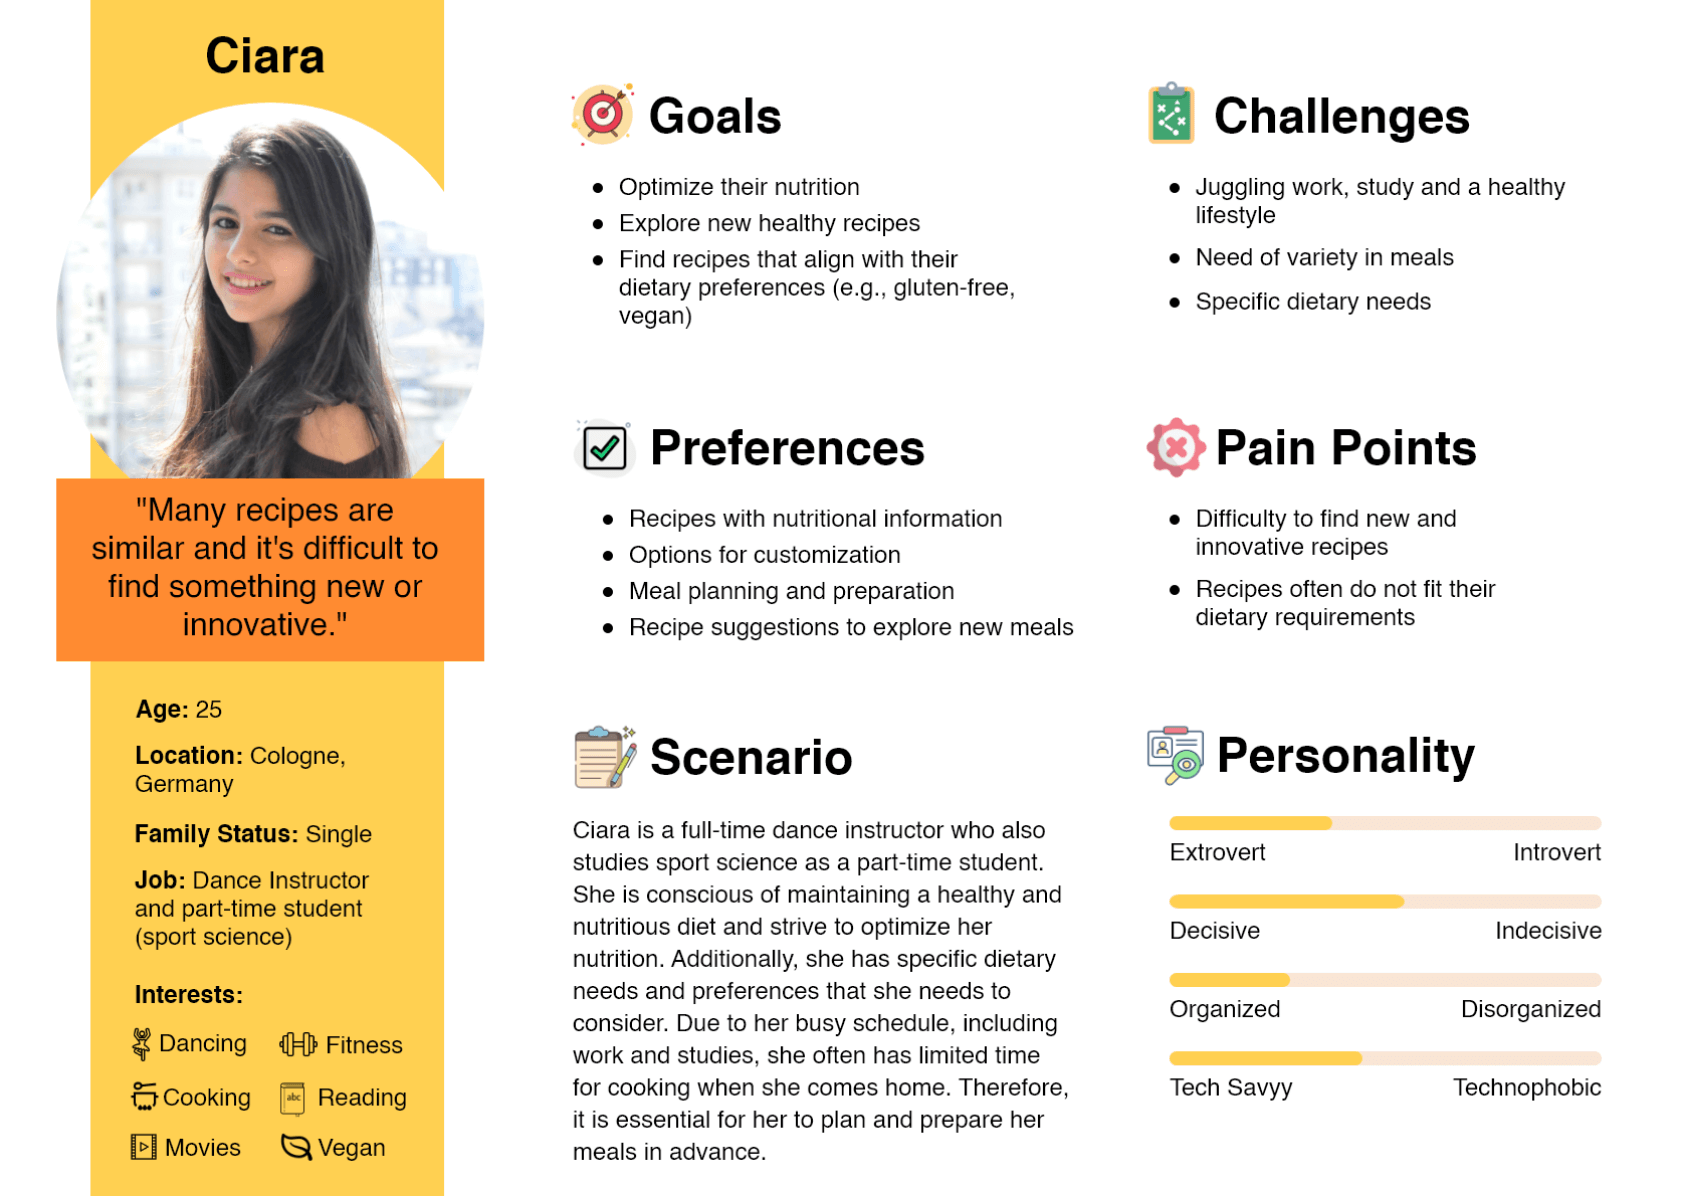 Ciara
"Many recipes are
similar and it's difficult to
find something new or
innovative."
Age: 25
Location: Cologne,
Germany
Family Status: Single
Job: Dance Instructor
and part-time student
(sport science)
Interests:
Dancing
Fitness
Cooking
abc
Reading
Movies
Vegan
Goals
● Optimize their nutrition
● Explore new healthy recipes
● Find recipes that align with their
dietary preferences (e.g., gluten-free,
vegan)
Challenges
● Juggling work, study and a healthy
lifestyle
● Need of variety in meals
● Specific dietary needs
Preferences
● Recipes with nutritional information
● Options for customization
● Meal planning and preparation
● Recipe suggestions to explore new meals
Pain Points
● Difficulty to find new and
innovative recipes
● Recipes often do not fit their
dietary requirements
Scenario
Ciara is a full-time dance instructor who also
studies sport science as a part-time student.
She is conscious of maintaining a healthy and
nutritious diet and strive to optimize her
nutrition. Additionally, she has specific dietary
needs and preferences that she needs to
consider. Due to her busy schedule, including
work and studies, she often has limited time
for cooking when she comes home. Therefore,
it is essential for her to plan and prepare her
meals in advance.
Personality
Extrovert Introvert
Decisive Indecisive
Organized Disorganized
Tech Savyy Technophobic